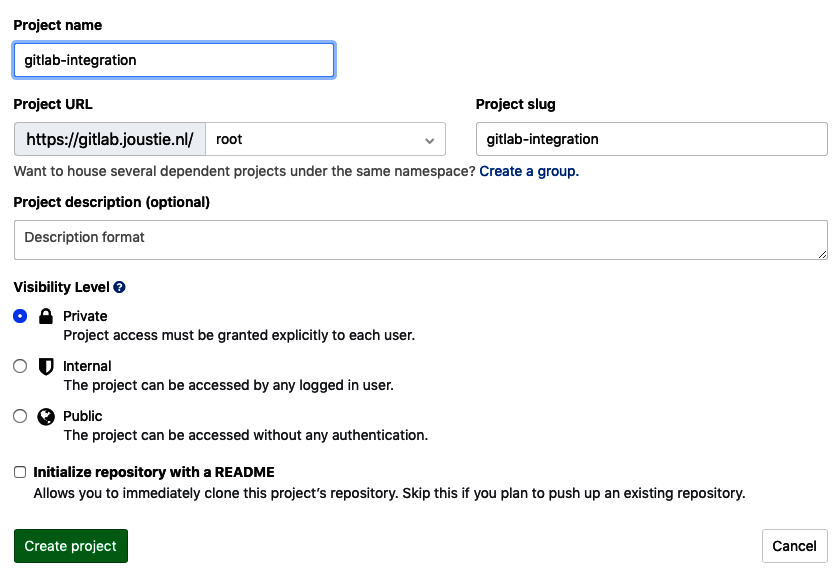 Project name
gitlab-integration
Project URL
Project slug
https://gitlab.joustie.nl/ root
gitlab-integration
Want to house several dependent projects under the same namespace? Create a group.
Project description (optional)
Description format
Visibility Level ?
Private
Project access must be granted explicitly to each user.
Internal
The project can be accessed by any logged in user.
Public
The project can be accessed without any authentication.
Initialize repository with a README
Allows you to immediately clone this project's repository. Skip this if you plan to push up an existing repository.
Create project
Cancel